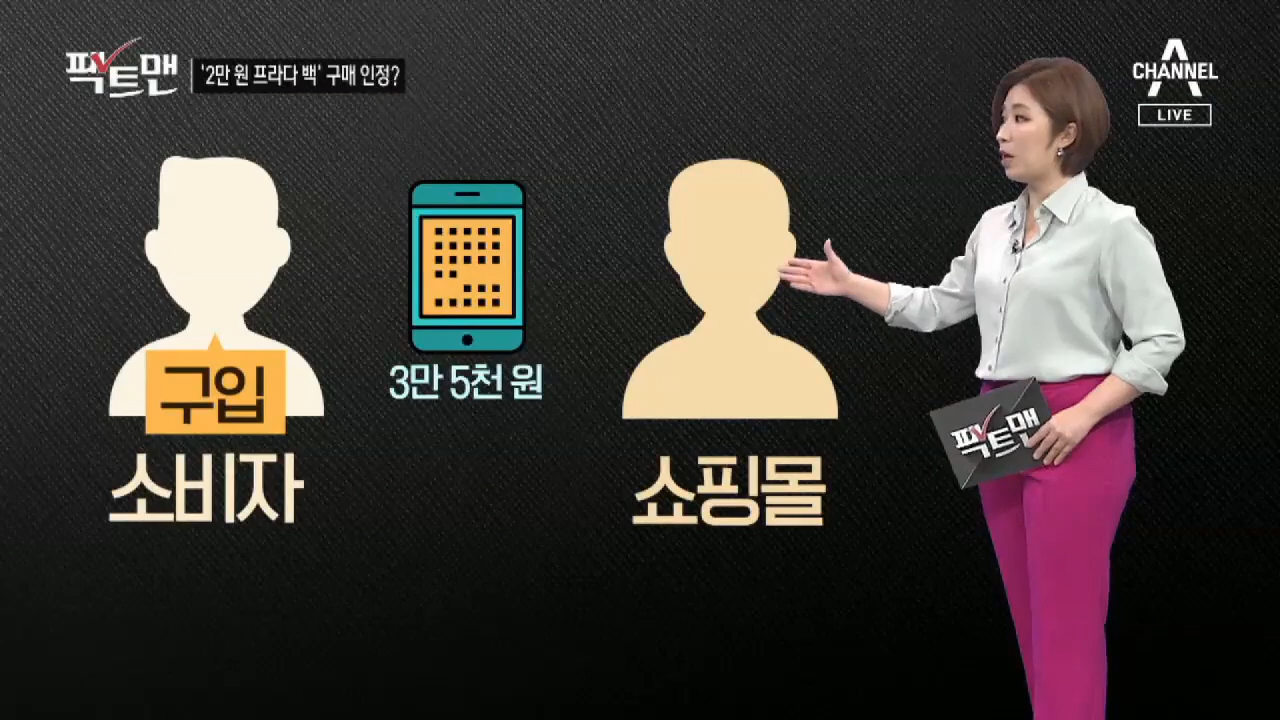 팩트맨
'2만 원 프라다 백' 구매 인정?
CHANNEL A
LIVE
구입
3만 5천 원
소비자
쇼핑몰
팩트맨